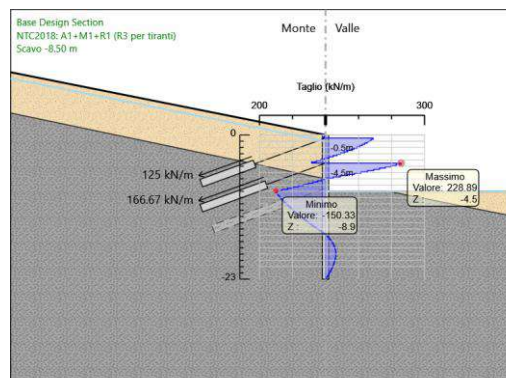 Base Design Section
NTC2018: A1+M1+R1 (R3 per tiranti)
Scavo -8.50 m
Monte
Valle
Taglio (kN/m)
200
300
0
-0.5m
-4.5m
125 kN/m
166.67 kN/m
Massimo
Valore: 228.89
Z : -4.5
Minimo
Valore: -150.33
Z : -8.9
-23